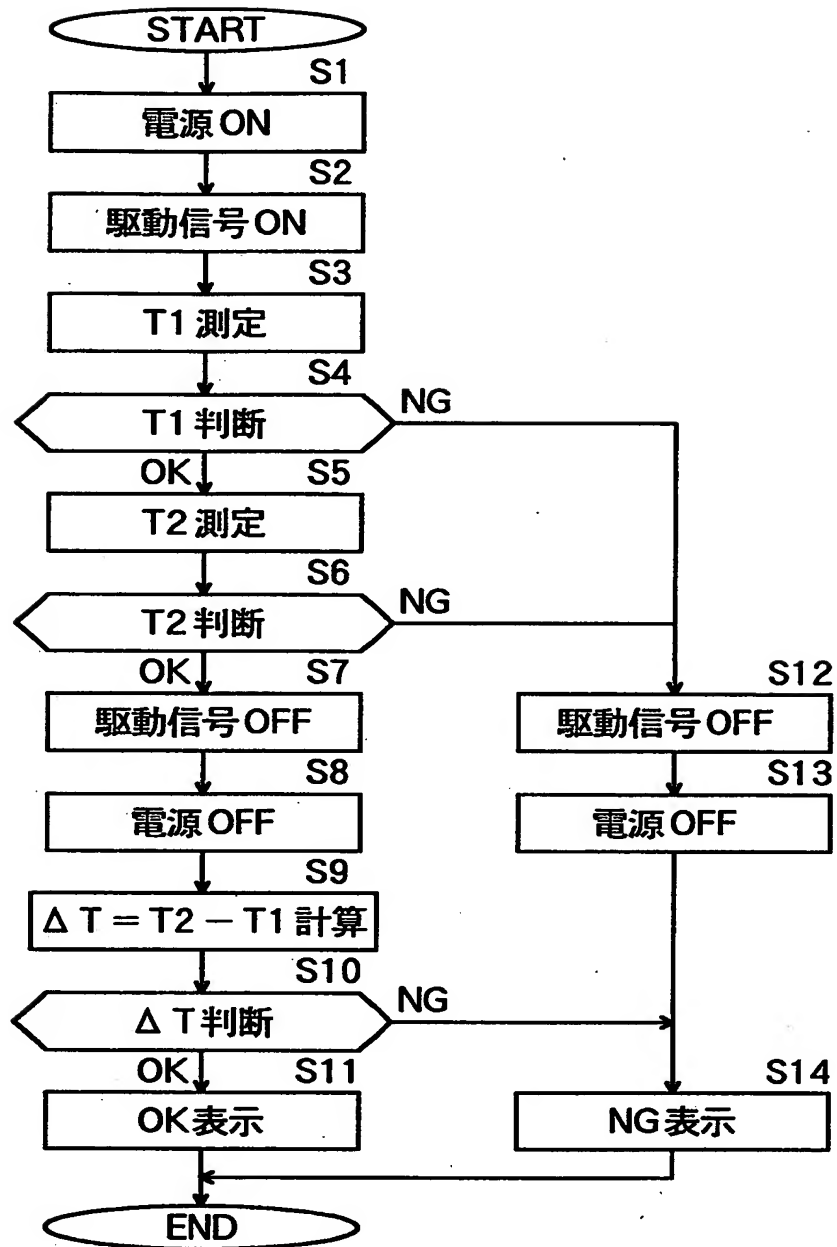 START
S1
電源ON
S2
駆動信号ON
S3
T1測定
S4
T1判断
NG
OK
S5
T2測定
S6
T2判断
NG
OK
S7
駆動信号OFF
S8
電源OFF
S9
ΔT=T2-T1計算
S10
ΔT判断
NG
OK
S11
OK表示
S12
駆動信号OFF
S13
電源OFF
S14
NG表示
END